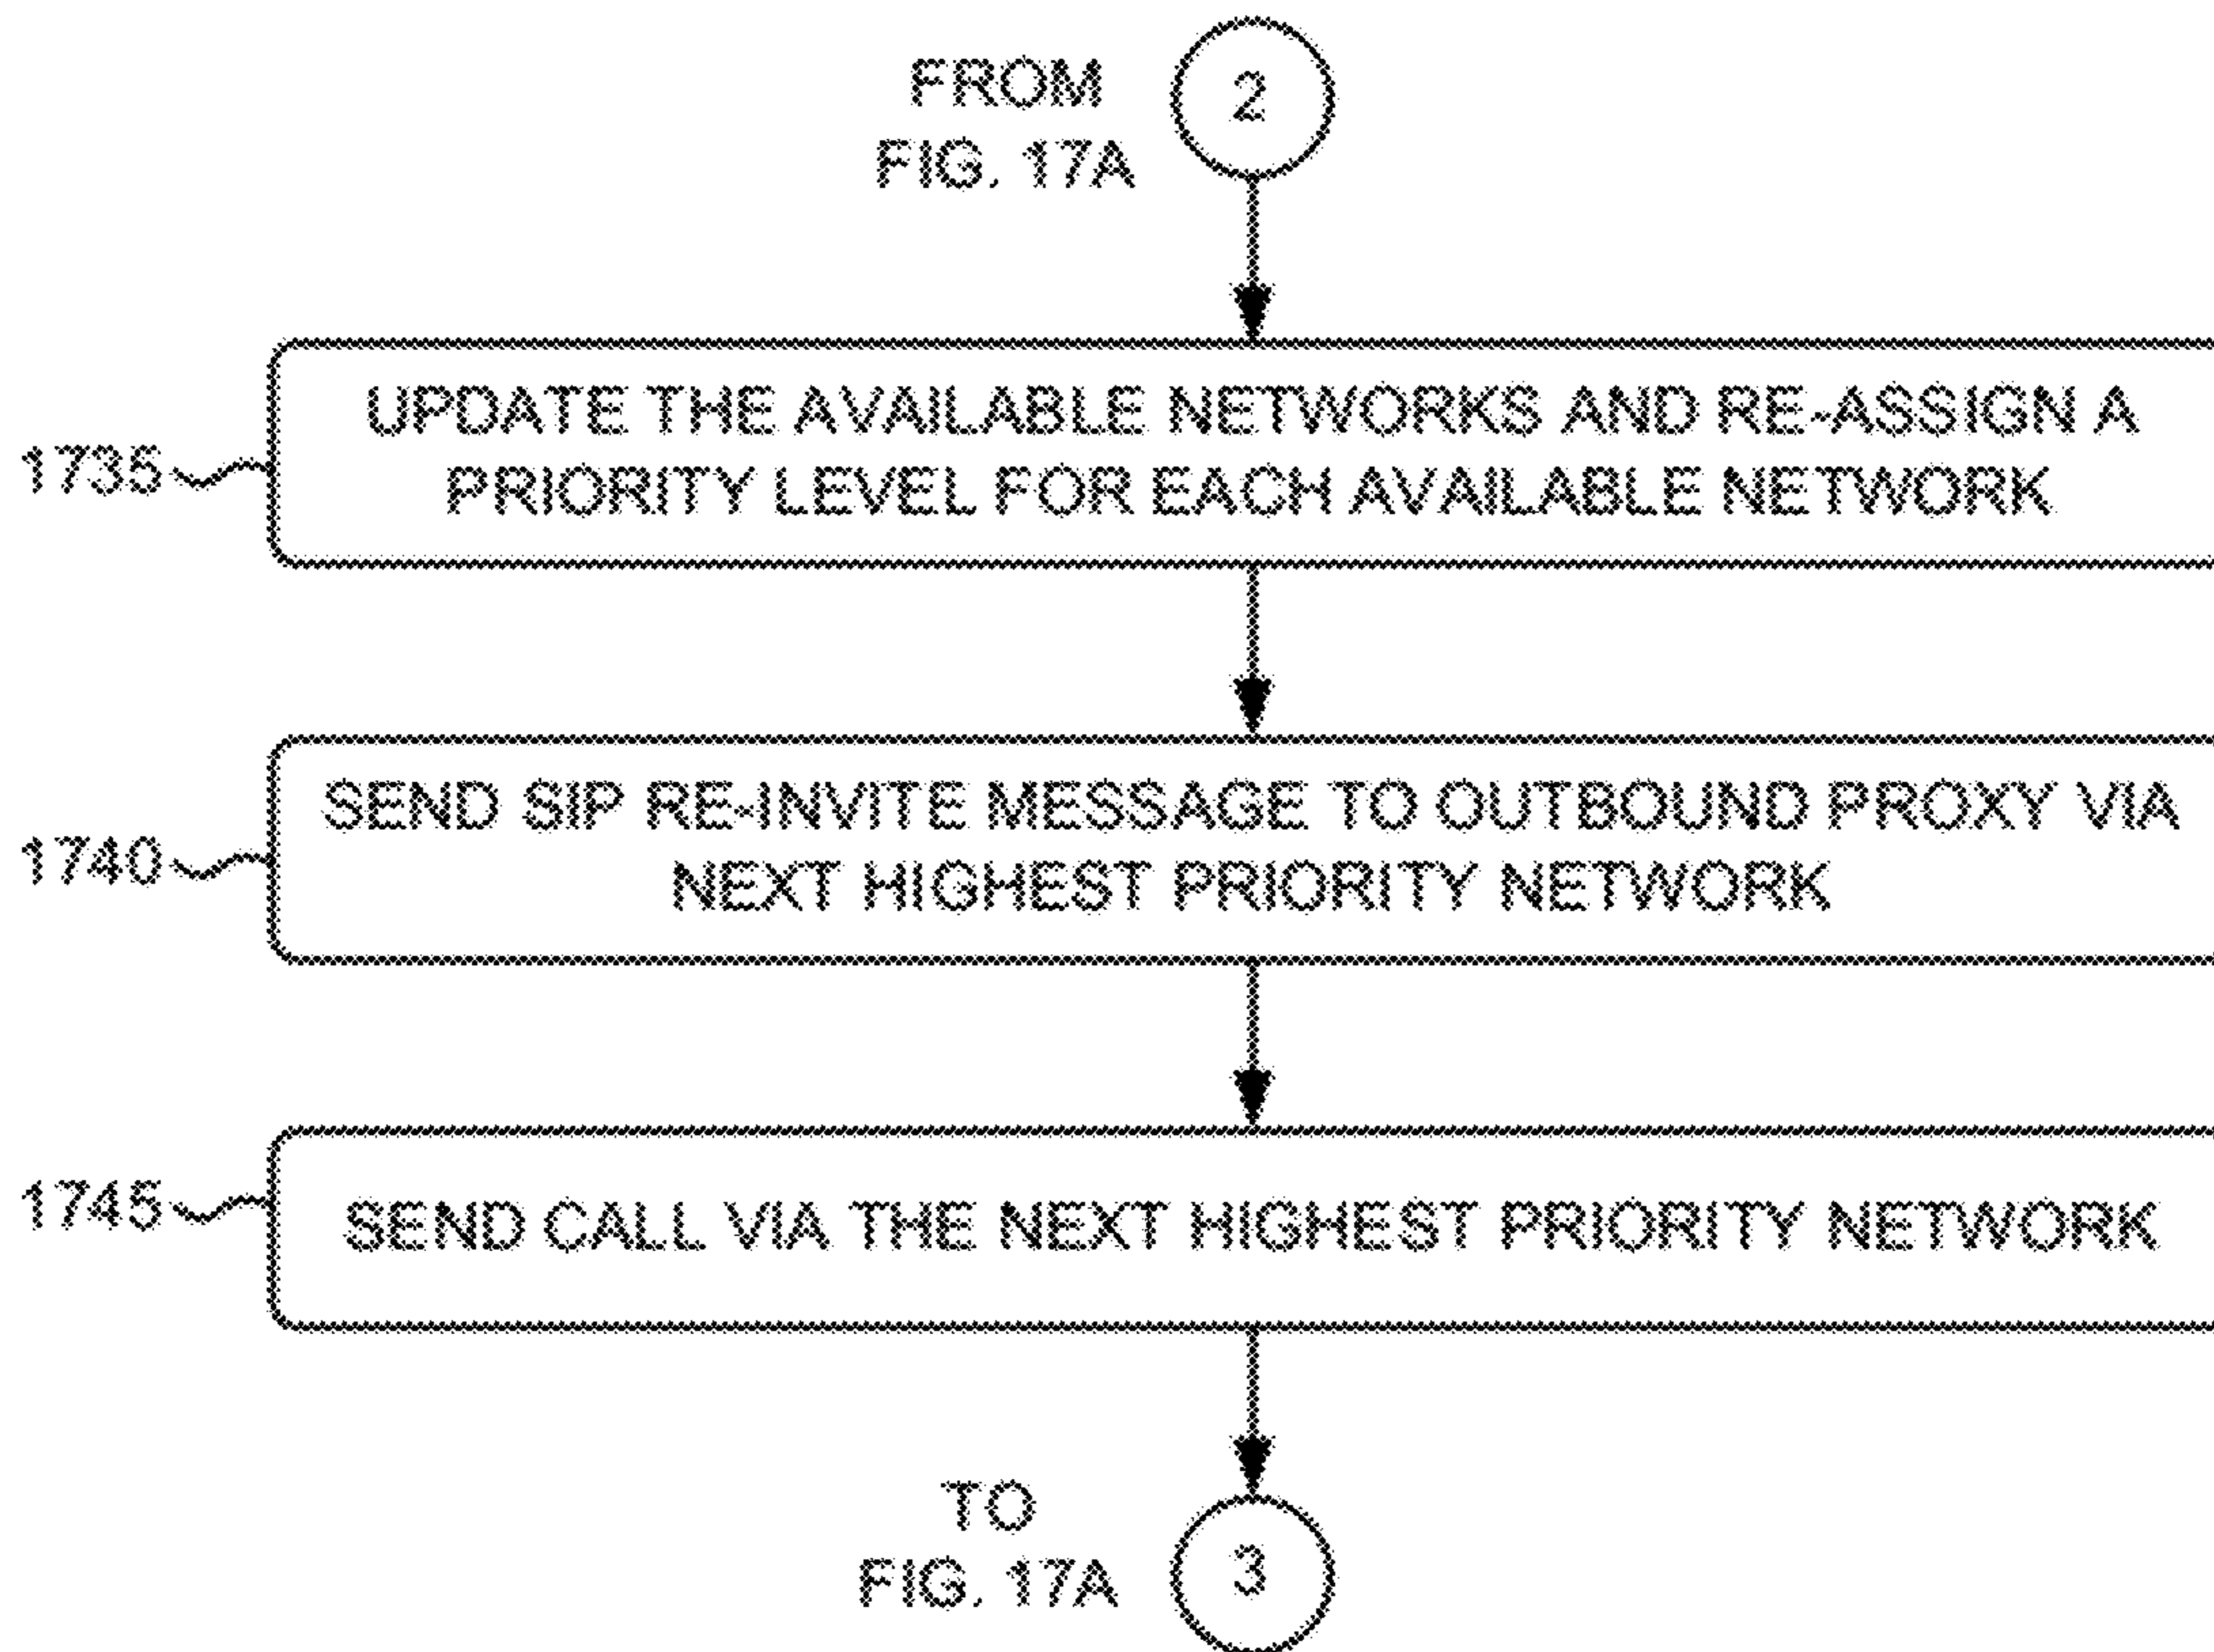 FROM
FIG. 17A
2
1735
UPDATE THE AVAILABLE NETWORKS AND RE-ASSIGN A
PRIORITY LEVEL FOR EACH AVAILABLE NETWORK
1740
SEND SIP RE-INVITE MESSAGE TO OUTBOUND PROXY VIA
NEXT HIGHEST PRIORITY NETWORK
1745
SEND CALL VIA THE NEXT HIGHEST PRIORITY NETWORK
TO
FIG. 17A
3